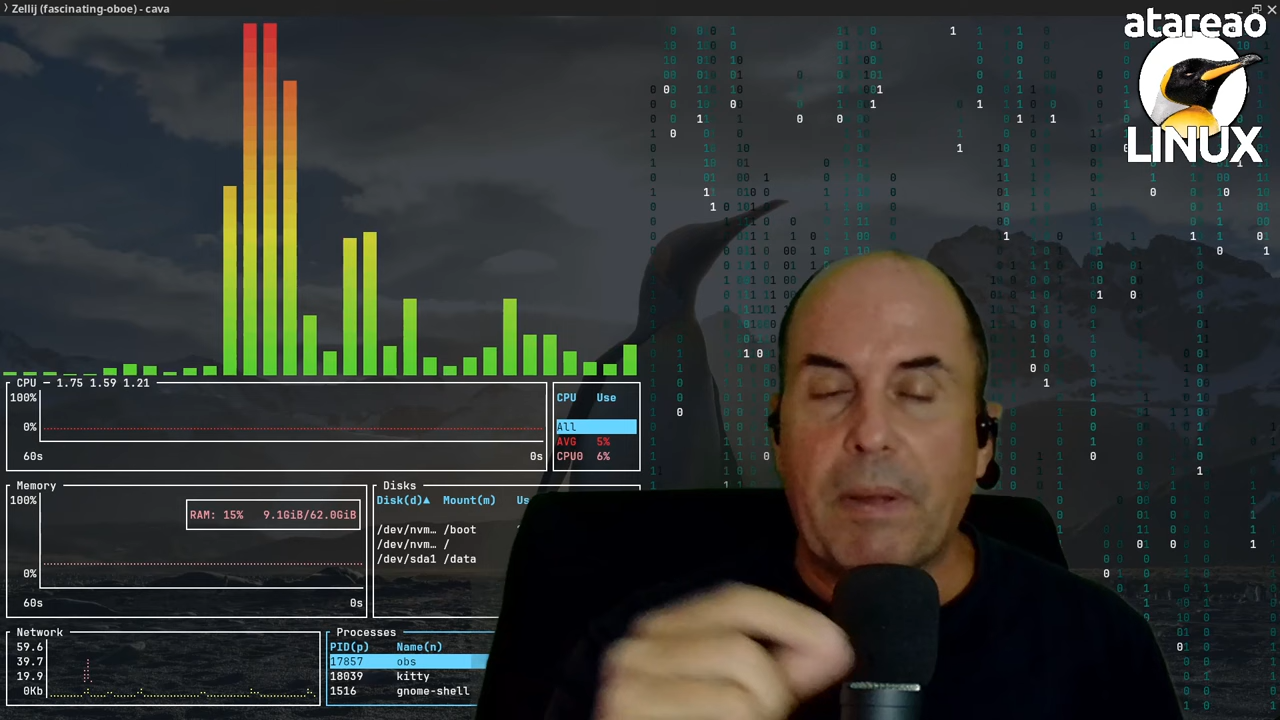 Zellij (fascinating-oboe) - cava
atareao
LINUX
CPU — 1.75 1.59 1.21
100%
0%
60s 0s
CPU Use
All
AVG 5%
CPU0 6%
Memory
100%
RAM: 15% 9.1GiB/62.0GiB
0%
60s 0s
Disks
Disk(d)▲ Mount(m) Us
/dev/nvm… /boot
/dev/nvm… /
/dev/sda1 /data
Network
59.6
39.7
19.9
0Kb
Processes
PID(p) Name(n)
17857 obs
18039 kitty
1516 gnome-shell